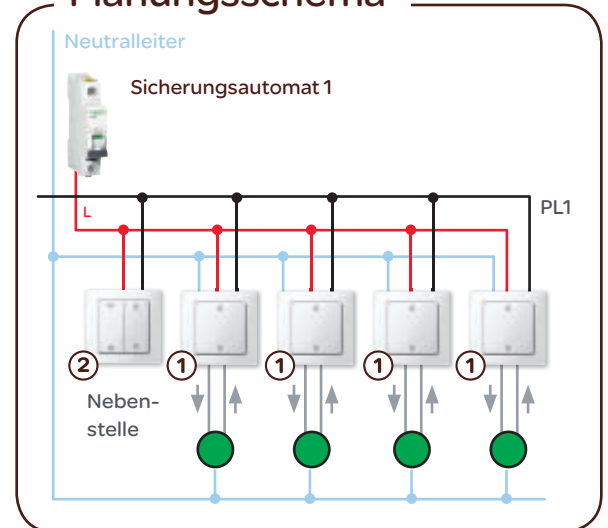 Planungsschema
Neutralleiter
Sicherungsautomat 1
L
PL1
2
1
1
1
1
Neben-
stelle